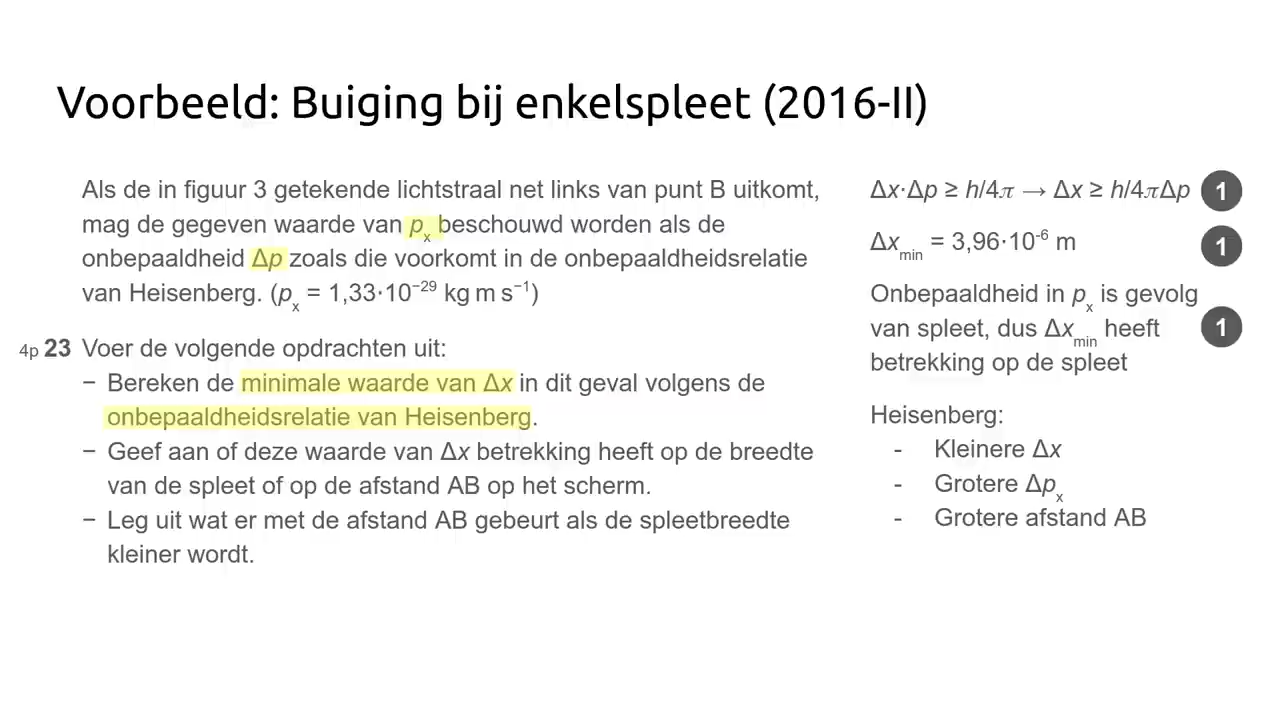 Voorbeeld: Buiging bij enkelspleet (2016-II)
Als de in figuur 3 getekende lichtstraal net links van punt B uitkomt,
mag de gegeven waarde van pₓ beschouwd worden als de
onbepaaldheid Δp zoals die voorkomt in de onbepaaldheidsrelatie
van Heisenberg. (pₓ = 1,33·10⁻²⁹ kg m s⁻¹)
4p 23 Voer de volgende opdrachten uit:
− Bereken de minimale waarde van Δx in dit geval volgens de
onbepaaldheidsrelatie van Heisenberg.
− Geef aan of deze waarde van Δx betrekking heeft op de breedte
van de spleet of op de afstand AB op het scherm.
− Leg uit wat er met de afstand AB gebeurt als de spleetbreedte
kleiner wordt.
Δx·Δp ≥ h/4π → Δx ≥ h/4πΔp 1
Δx_min = 3,96·10⁻⁶ m 1
Onbepaaldheid in pₓ is gevolg
van spleet, dus Δx_min heeft 1
betrekking op de spleet
Heisenberg:
- Kleinere Δx
- Grotere Δpₓ
- Grotere afstand AB